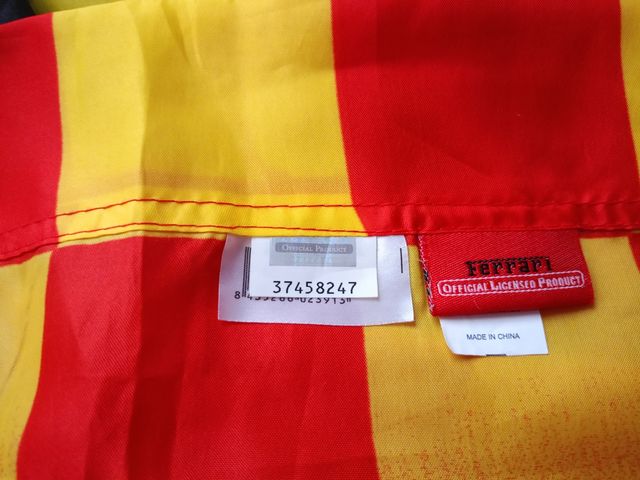 OFFICIAL PRODUCT
37458247
Ferrari
OFFICIAL LICENSED PRODUCT
MADE IN CHINA